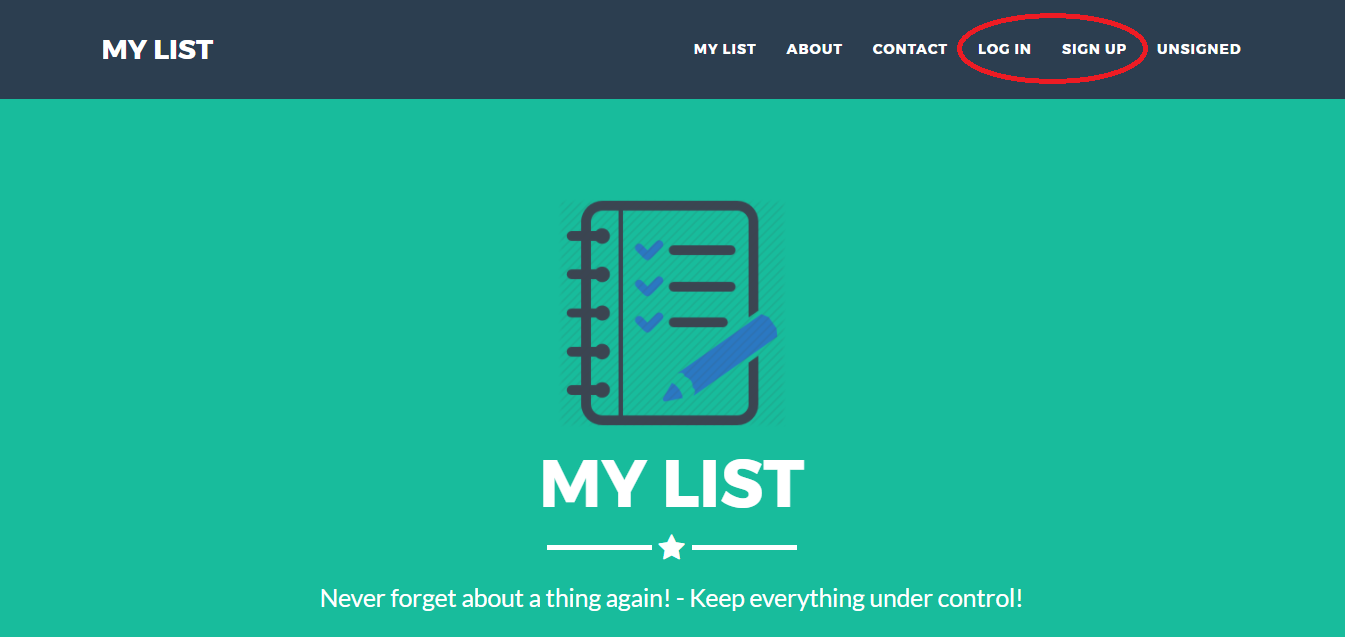 MY LIST
MY LIST ABOUT CONTACT LOG IN SIGN UP UNSIGNED
MY LIST
Never forget about a thing again! - Keep everything under control!